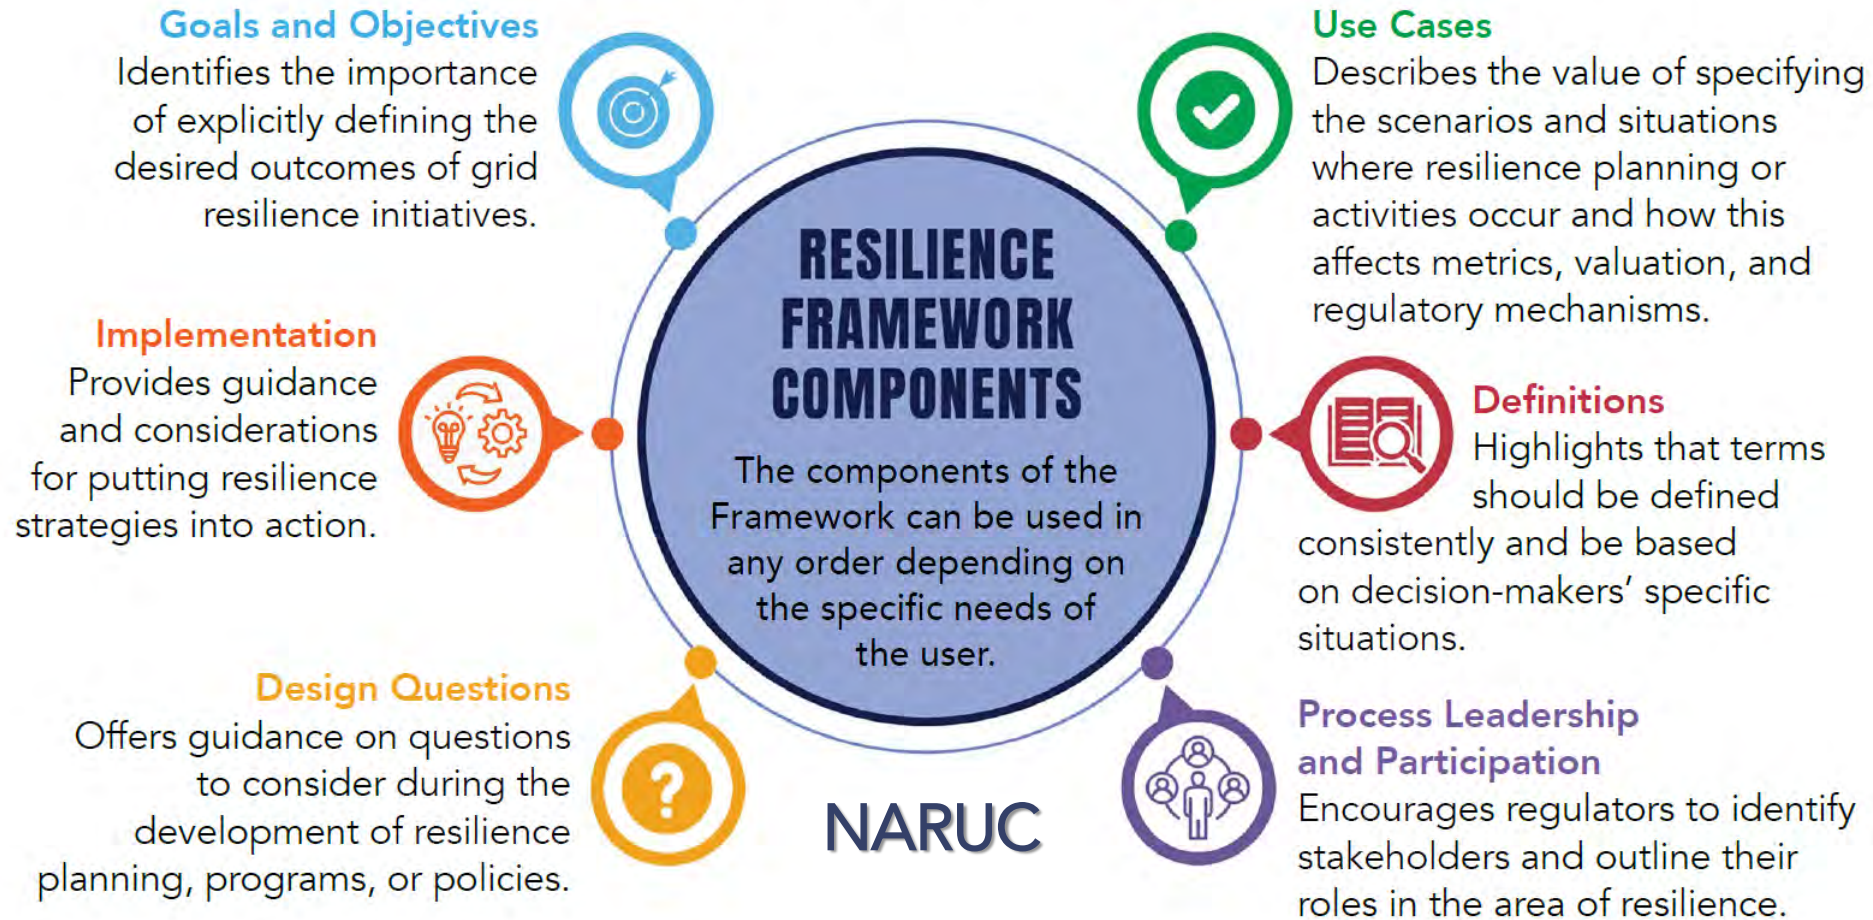 Goals and Objectives
Identifies the importance
of explicitly defining the
desired outcomes of grid
resilience initiatives.
Implementation
Provides guidance
and considerations
for putting resilience
strategies into action.
Design Questions
Offers guidance on questions
to consider during the
development of resilience
planning, programs, or policies.
RESILIENCE
FRAMEWORK
COMPONENTS
The components of the
Framework can be used in
any order depending on
the specific needs of
the user.
NARUC
Use Cases
Describes the value of specifying
the scenarios and situations
where resilience planning or
activities occur and how this
affects metrics, valuation, and
regulatory mechanisms.
Definitions
Highlights that terms
should be defined
consistently and be based
on decision-makers’ specific
situations.
Process Leadership
and Participation
Encourages regulators to identify
stakeholders and outline their
roles in the area of resilience.